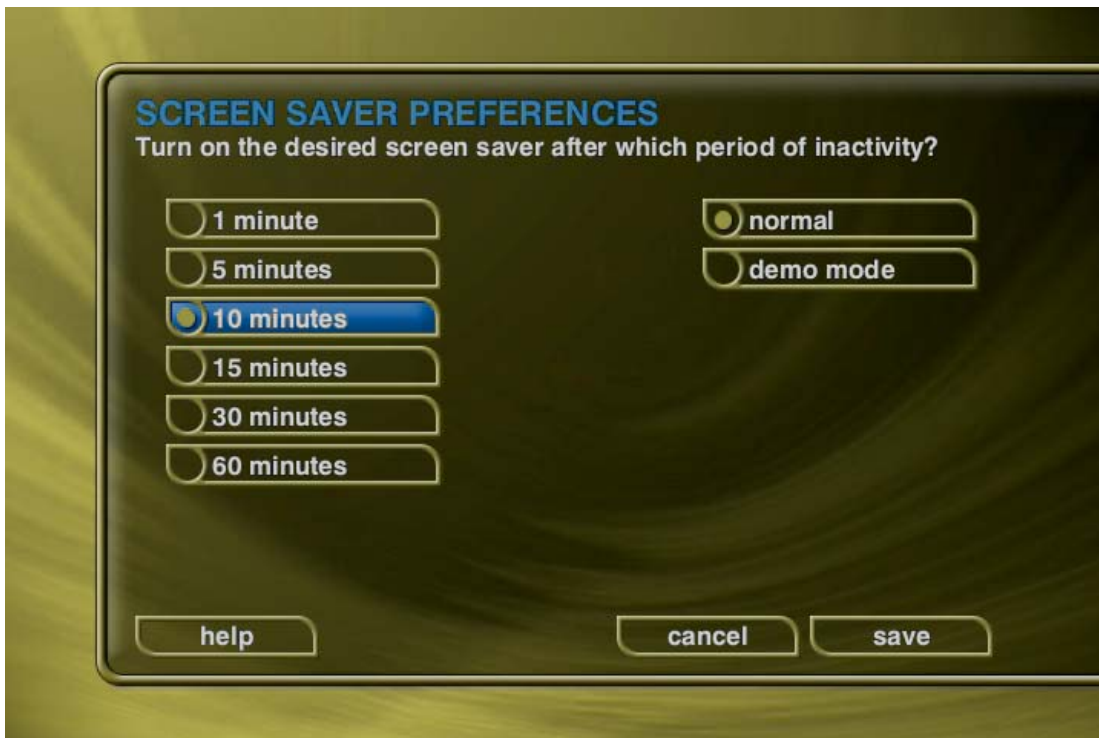 SCREEN SAVER PREFERENCES
Turn on the desired screen saver after which period of inactivity?
1 minute
5 minutes
10 minutes
15 minutes
30 minutes
60 minutes
normal
demo mode
help
cancel
save